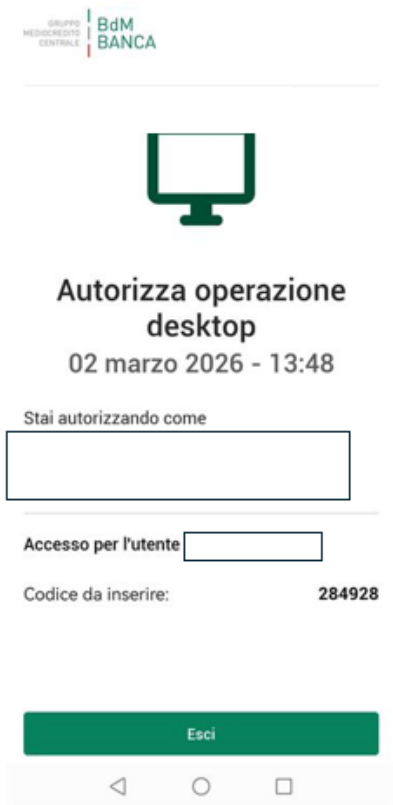 GRUPPO
MEDIOCREDITO
CENTRALE
BdM
BANCA
Autorizza operazione
desktop
02 marzo 2026 - 13:48
Stai autorizzando come
Accesso per l'utente
Codice da inserire: 284928
Esci